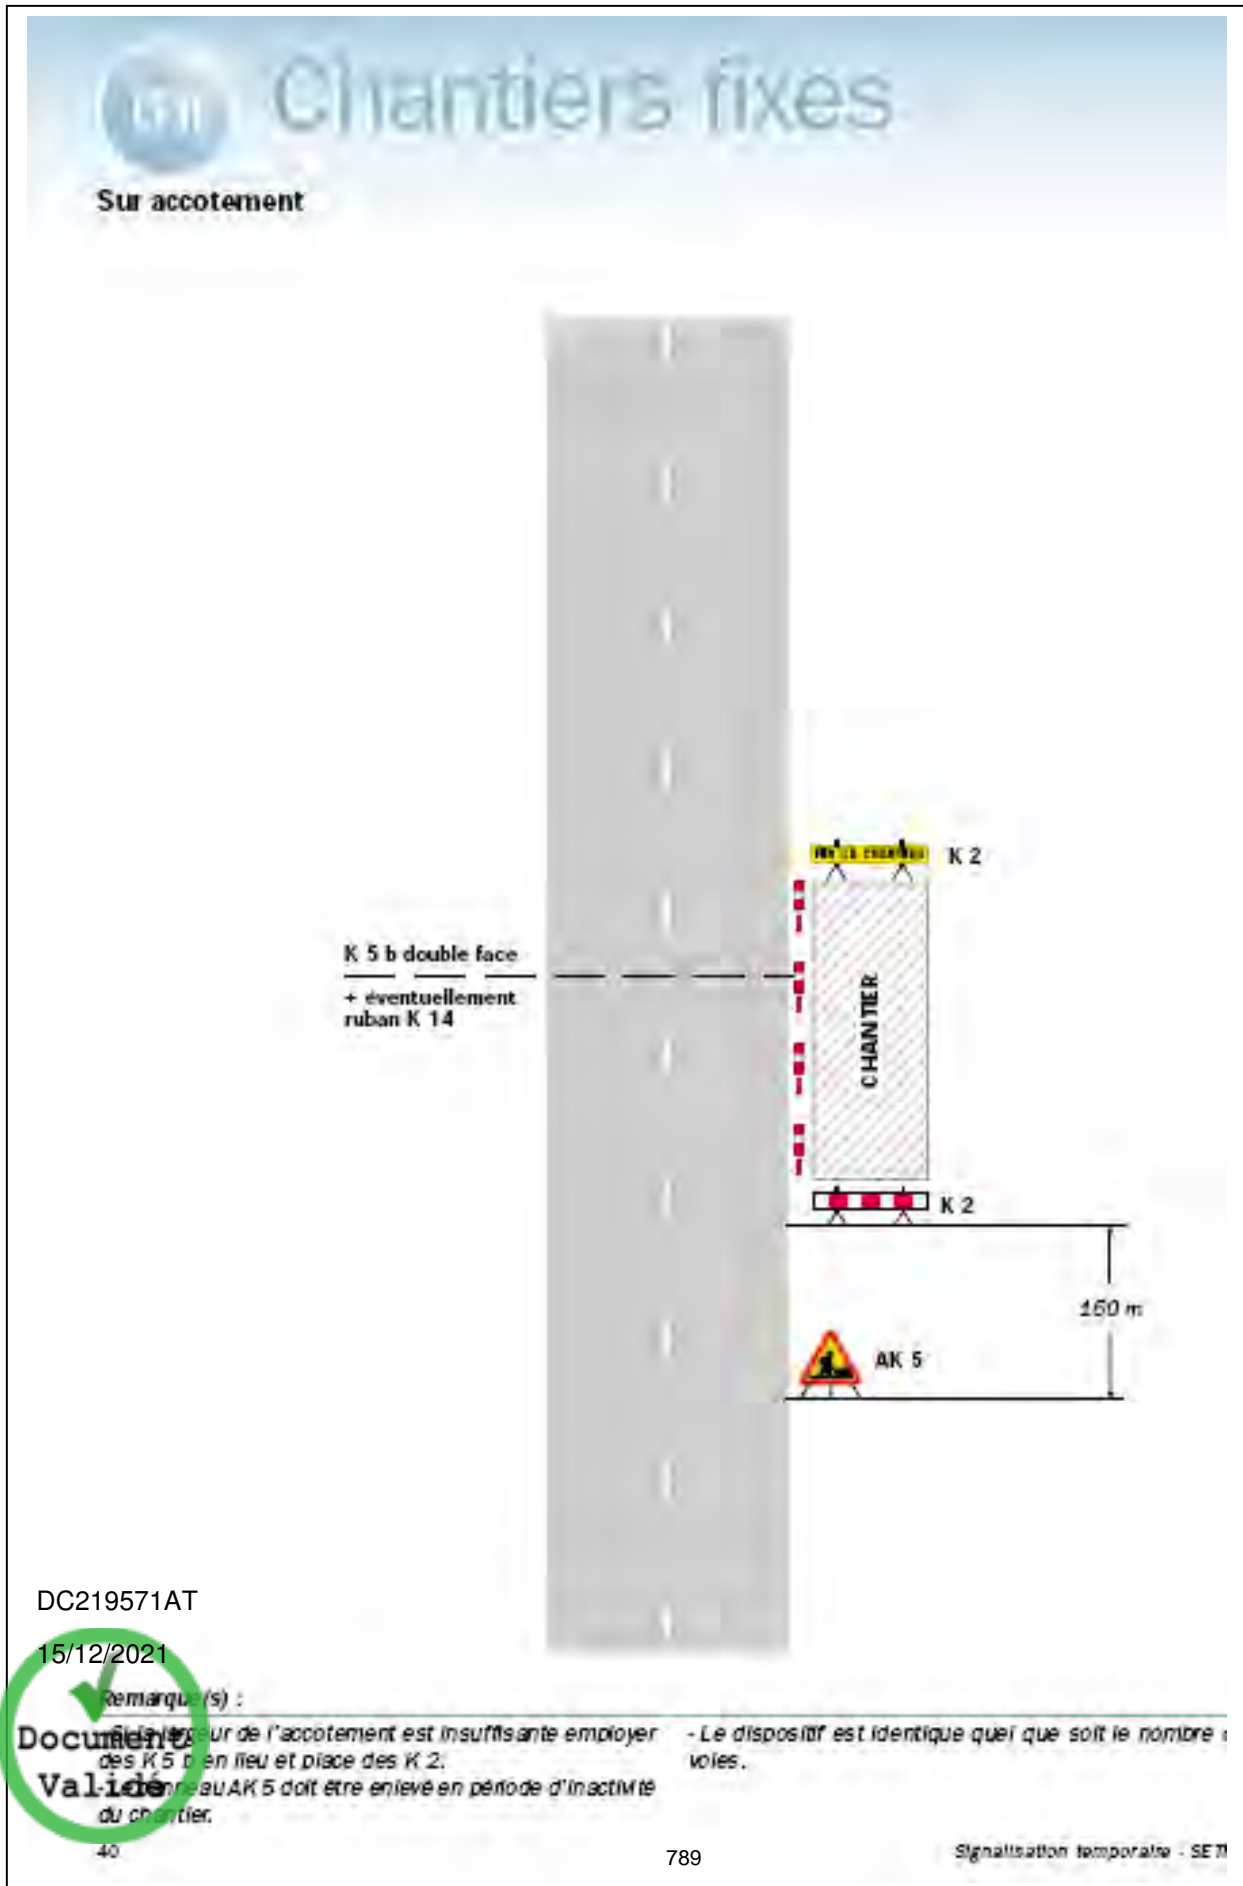 Chantiers fixes
Sur accotement
K 2
K 5 b double face
+ éventuellement
ruban K 14
CHANTIER
K 2
150 m
AK 5
DC219571AT
15/12/2021
Remarque(s) :
de l'accotement est insuffisante employer
des K 5 b en lieu et place des K 2.
AK 5 doit être enlevé en période d'inactivité
du chantier.
- Le dispositif est identique quel que soit le nombre
voies.
Document
Validé
40
789
Signalisation temporaire -